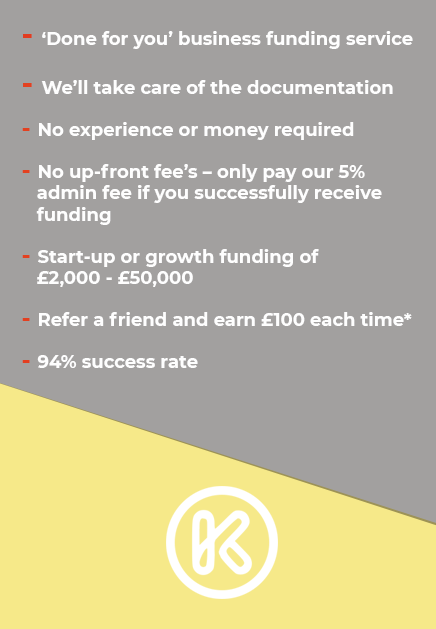 - ‘Done for you’ business funding service
- We’ll take care of the documentation
- No experience or money required
- No up-front fee’s – only pay our 5%
admin fee if you successfully receive
funding
- Start-up or growth funding of
£2,000 - £50,000
- Refer a friend and earn £100 each time*
- 94% success rate
K